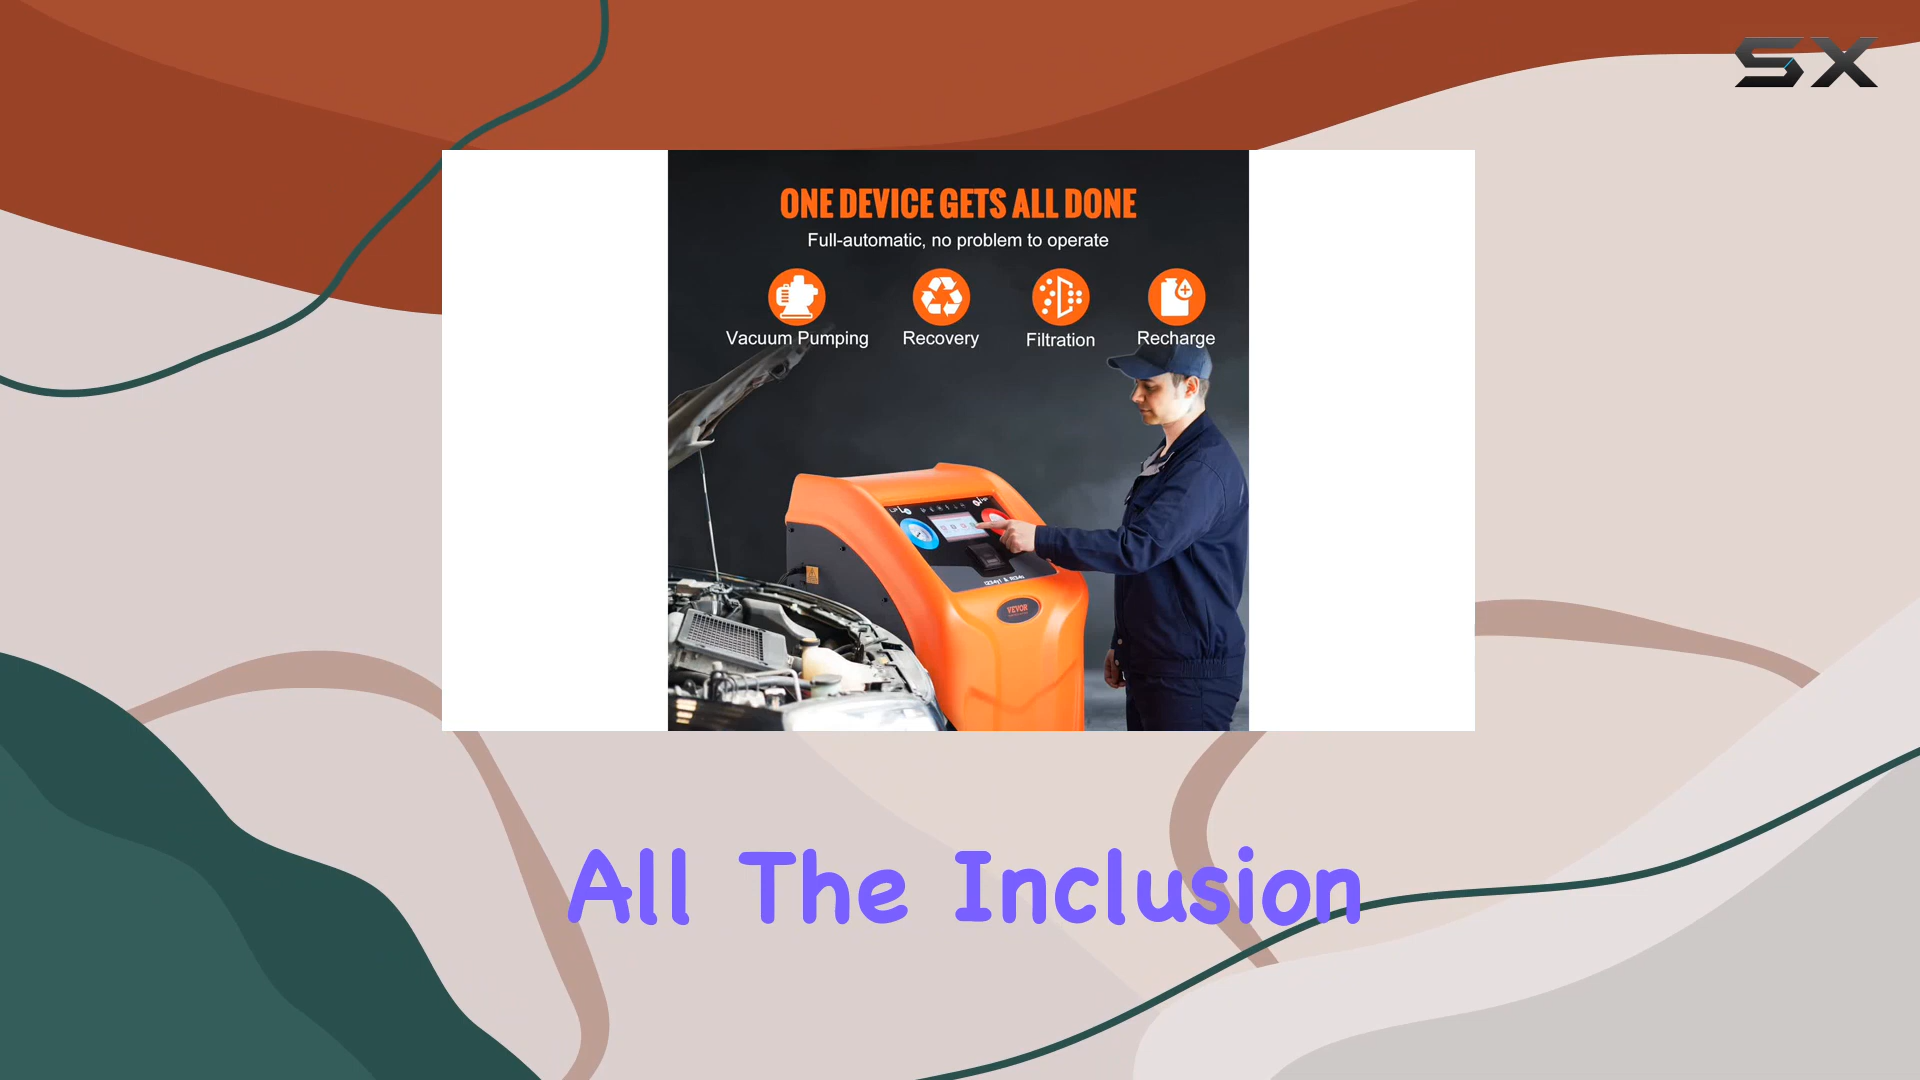 SX
ONE DEVICE GETS ALL DONE
Full-automatic, no problem to operate
Vacuum Pumping Recovery Filtration Recharge
VEVOR
All The Inclusion